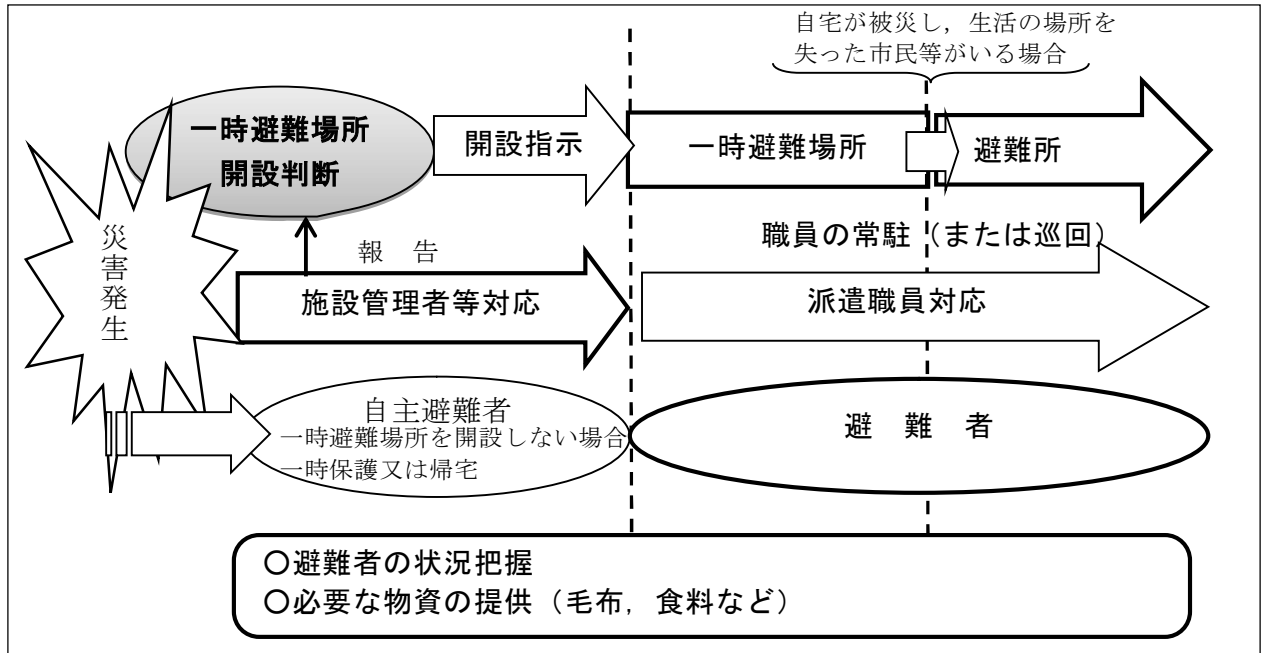 自宅が被災し，生活の場所を
失った市民等がいる場合
一時避難場所
開設判断
開設指示
一時避難場所
避難所
災害発生
報　告
職員の常駐（または巡回）
施設管理者等対応
派遣職員対応
自主避難者
一時避難場所を開設しない場合
一時保護又は帰宅
避　難　者
○避難者の状況把握
○必要な物資の提供（毛布，食料など）